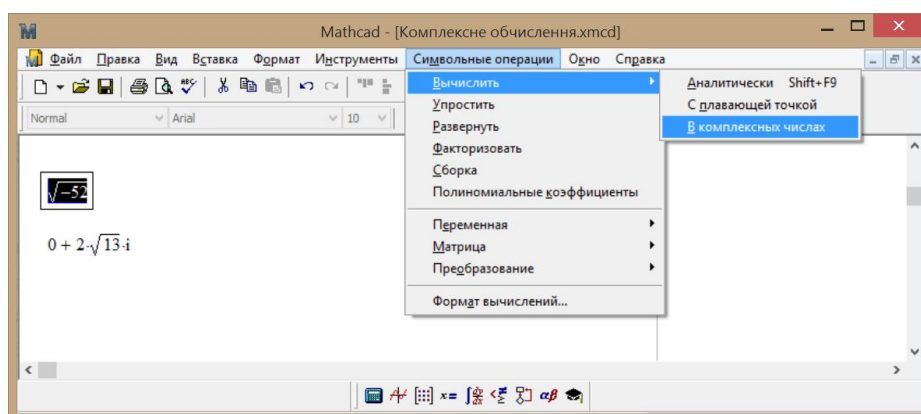 Mathcad - [Комплексне обчислення.xmcd]
Файл Правка Вид Вставка Формат Инструменты Символьные операции Окно Справка
Вычислить
Упростить
Развернуть
Факторизовать
Сборка
Полиномиальные коэффициенты
Переменная
Матрица
Преобразование
Формат вычислений...
Аналитически Shift+F9
С плавающей точкой
В комплексных числах
Normal Arial 10
√-52
0 + 2·√13·i
x= αβ